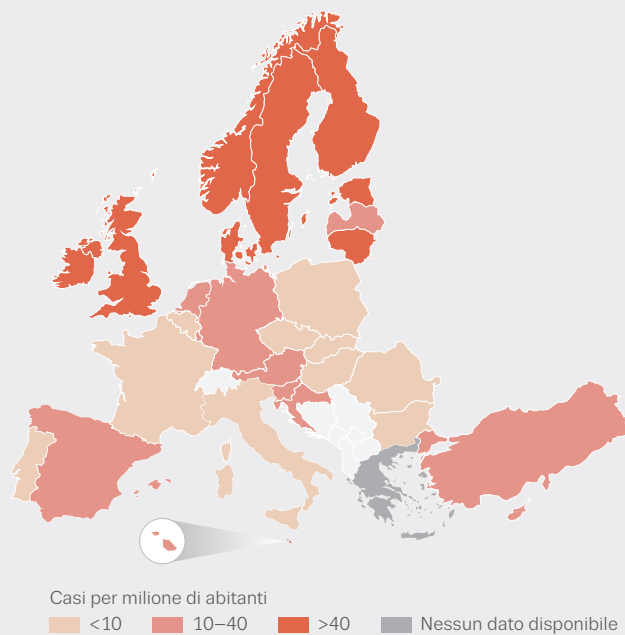 Casi per milione di abitanti
<10 10–40 >40 Nessun dato disponibile